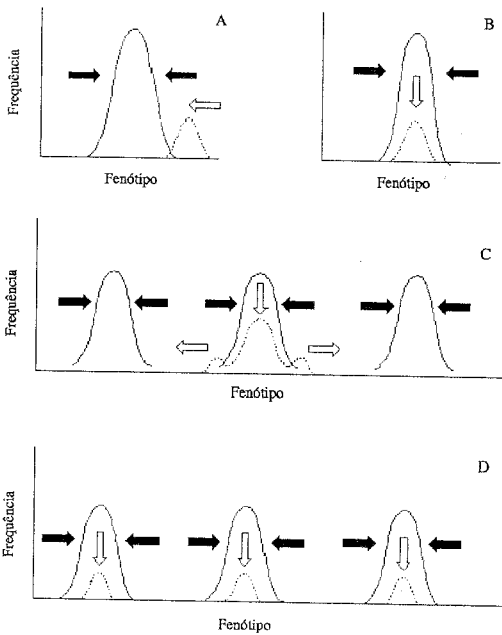 A
Frequência
Fenótipo
B
Fenótipo
C
Frequência
Fenótipo
D
Frequência
Fenótipo